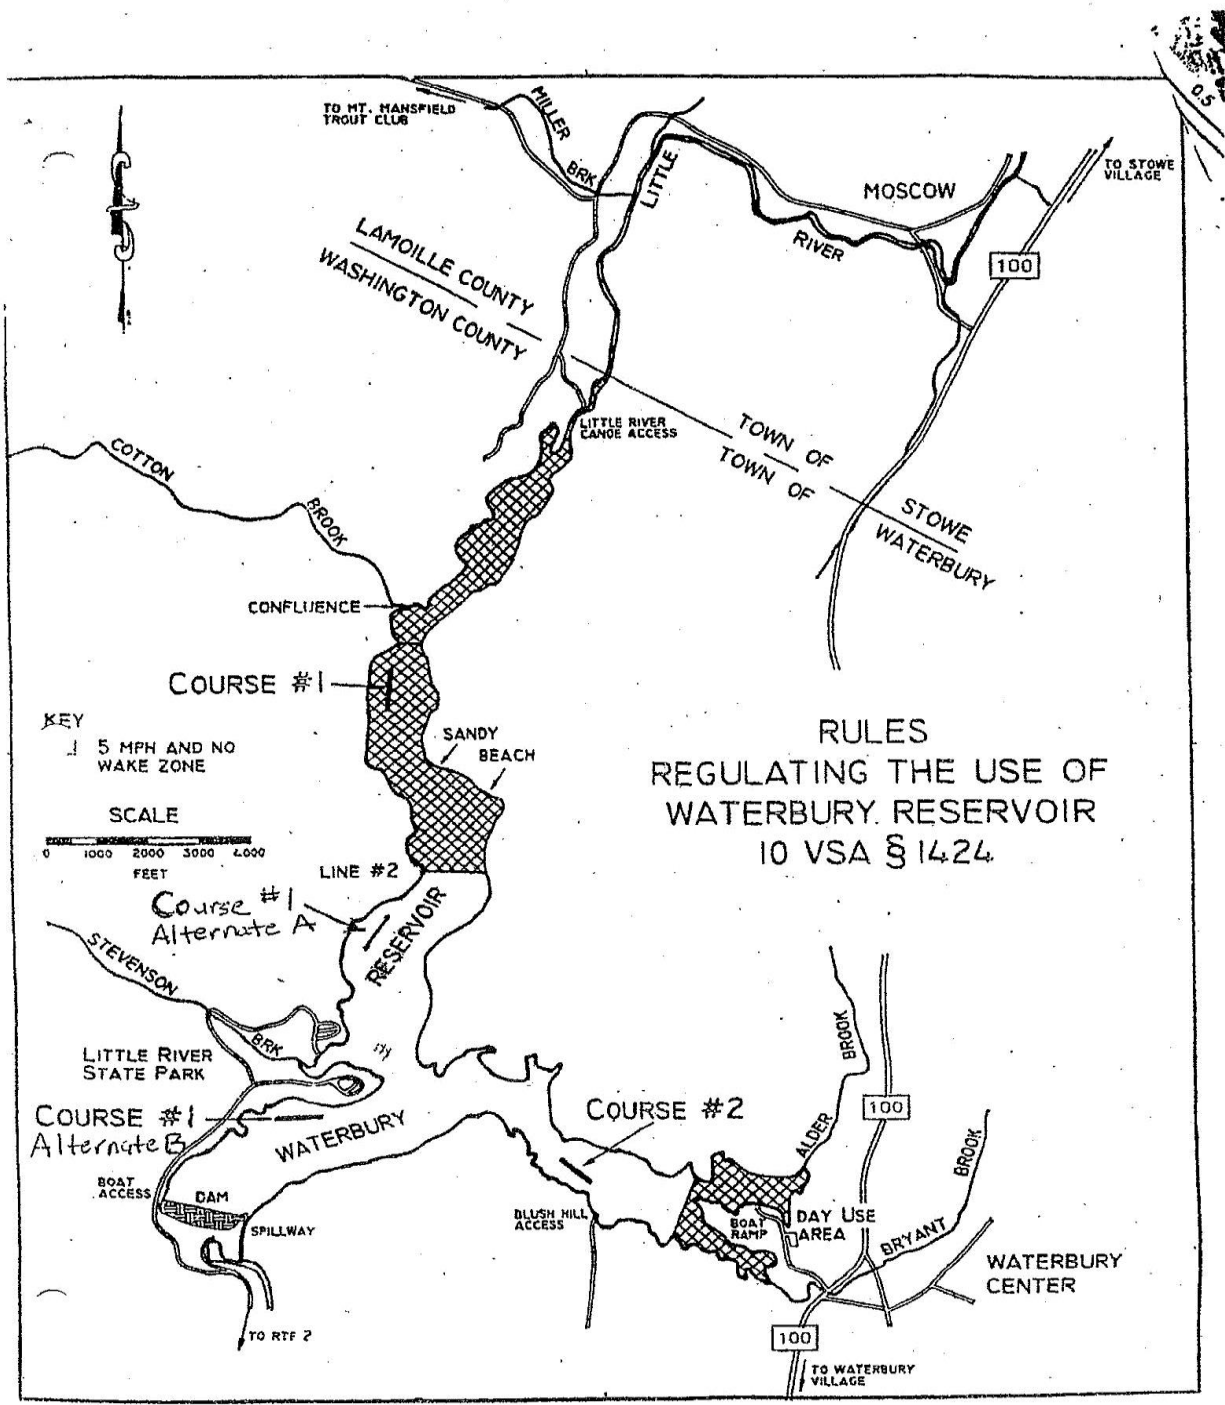 0.5
TO MT. MANSFIELD
TROUT CLUB
MILLER
BRK
LITTLE
RIVER
MOSCOW
TO STOWE
VILLAGE
100
LAMOILLE COUNTY
WASHINGTON COUNTY
LITTLE RIVER
CANOE ACCESS
TOWN OF
STOWE
TOWN OF
WATERBURY
COTTON
BROOK
CONFLUENCE
COURSE #1
KEY
5 MPH AND NO
WAKE ZONE
SANDY
BEACH
SCALE
0 1000 2000 3000 4000
FEET
RULES
REGULATING THE USE OF
WATERBURY RESERVOIR
10 VSA § 1424
LINE #2
Course #1
Alternate A
RESERVOIR
STEVENSON
BRK
LITTLE RIVER
STATE PARK
COURSE #1
Alternate B
WATERBURY
COURSE #2
ALDER
BROOK
100
BRYANT
BROOK
BOAT
ACCESS
DAM
SPILLWAY
BLUSH HILL
ACCESS
BOAT
RAMP
DAY USE
AREA
WATERBURY
CENTER
TO RTE 2
100
TO WATERBURY
VILLAGE